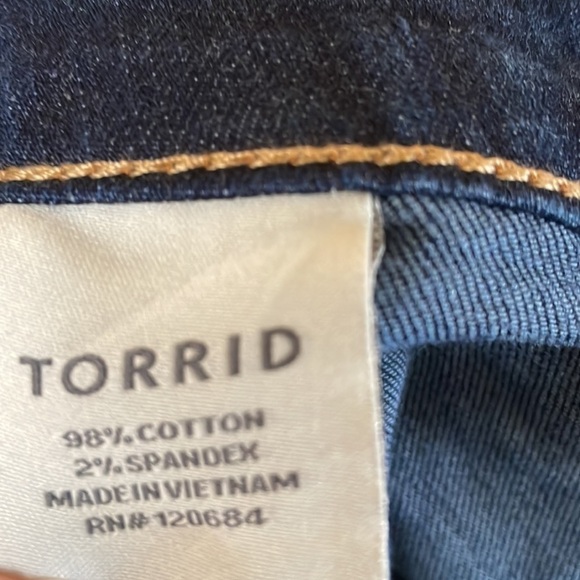 TORRID
98% COTTON
2% SPANDEX
MADE IN VIETNAM
RN# 120684